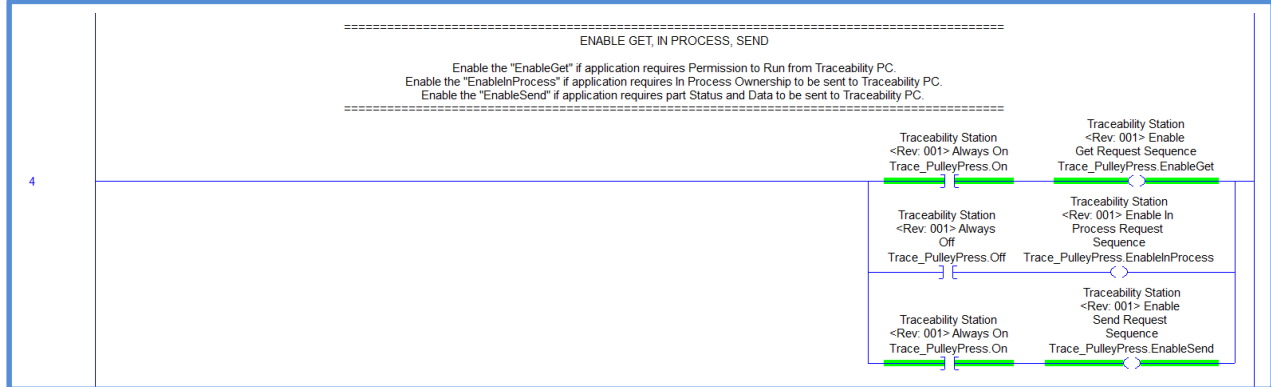 ============================================================================================
ENABLE GET, IN PROCESS, SEND
Enable the "EnableGet" if application requires Permission to Run from Traceability PC.
Enable the "EnableInProcess" if application requires In Process Ownership to be sent to Traceability PC.
Enable the "EnableSend" if application requires part Status and Data to be sent to Traceability PC.
============================================================================================
4
Traceability Station
<Rev: 001> Always On
Trace_PulleyPress.On
Traceability Station
<Rev: 001> Enable
Get Request Sequence
Trace_PulleyPress.EnableGet
Traceability Station
<Rev: 001> Always
Off
Trace_PulleyPress.Off
Traceability Station
<Rev: 001> Enable In
Process Request
Sequence
Trace_PulleyPress.EnableInProcess
Traceability Station
<Rev: 001> Always On
Trace_PulleyPress.On
Traceability Station
<Rev: 001> Enable
Send Request
Sequence
Trace_PulleyPress.EnableSend